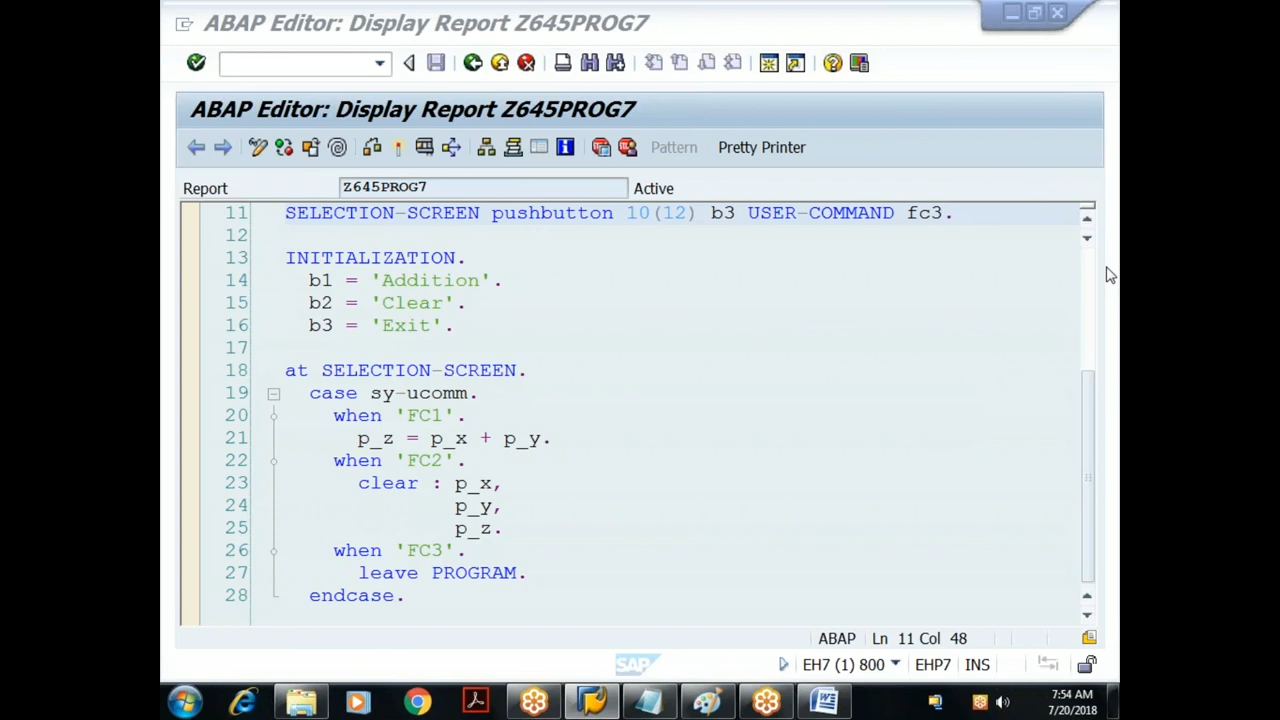 ABAP Editor: Display Report Z645PROG7
ABAP Editor: Display Report Z645PROG7
Pattern Pretty Printer
Report Z645PROG7 Active
11 SELECTION-SCREEN pushbutton 10(12) b3 USER-COMMAND fc3.
12
13 INITIALIZATION.
14 b1 = 'Addition'.
15 b2 = 'Clear'.
16 b3 = 'Exit'.
17
18 at SELECTION-SCREEN.
19 case sy-ucomm.
20 when 'FC1'.
21 p_z = p_x + p_y.
22 when 'FC2'.
23 clear : p_x,
24 p_y,
25 p_z.
26 when 'FC3'.
27 leave PROGRAM.
28 endcase.
ABAP Ln 11 Col 48
SAP EH7 (1) 800 EHP7 INS
7:54 AM
7/20/2018